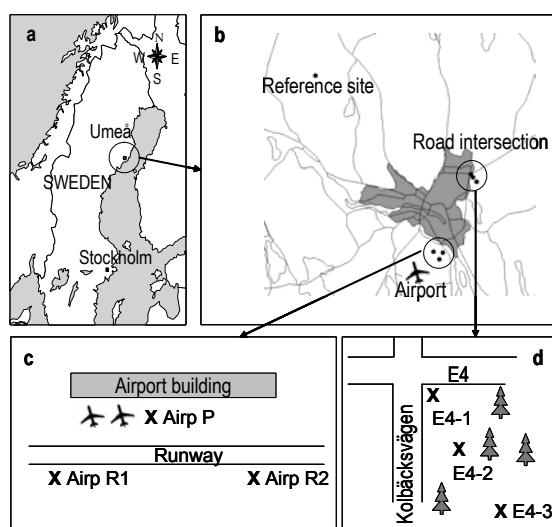 a
N
W E
S
Umeå
SWEDEN
Stockholm
b
Reference site
Road intersection
Airport
c
Airport building
X Airp P
Runway
X Airp R1 X Airp R2
d
E4
X
E4-1
Kolbäcksvägen
X
E4-2
X E4-3